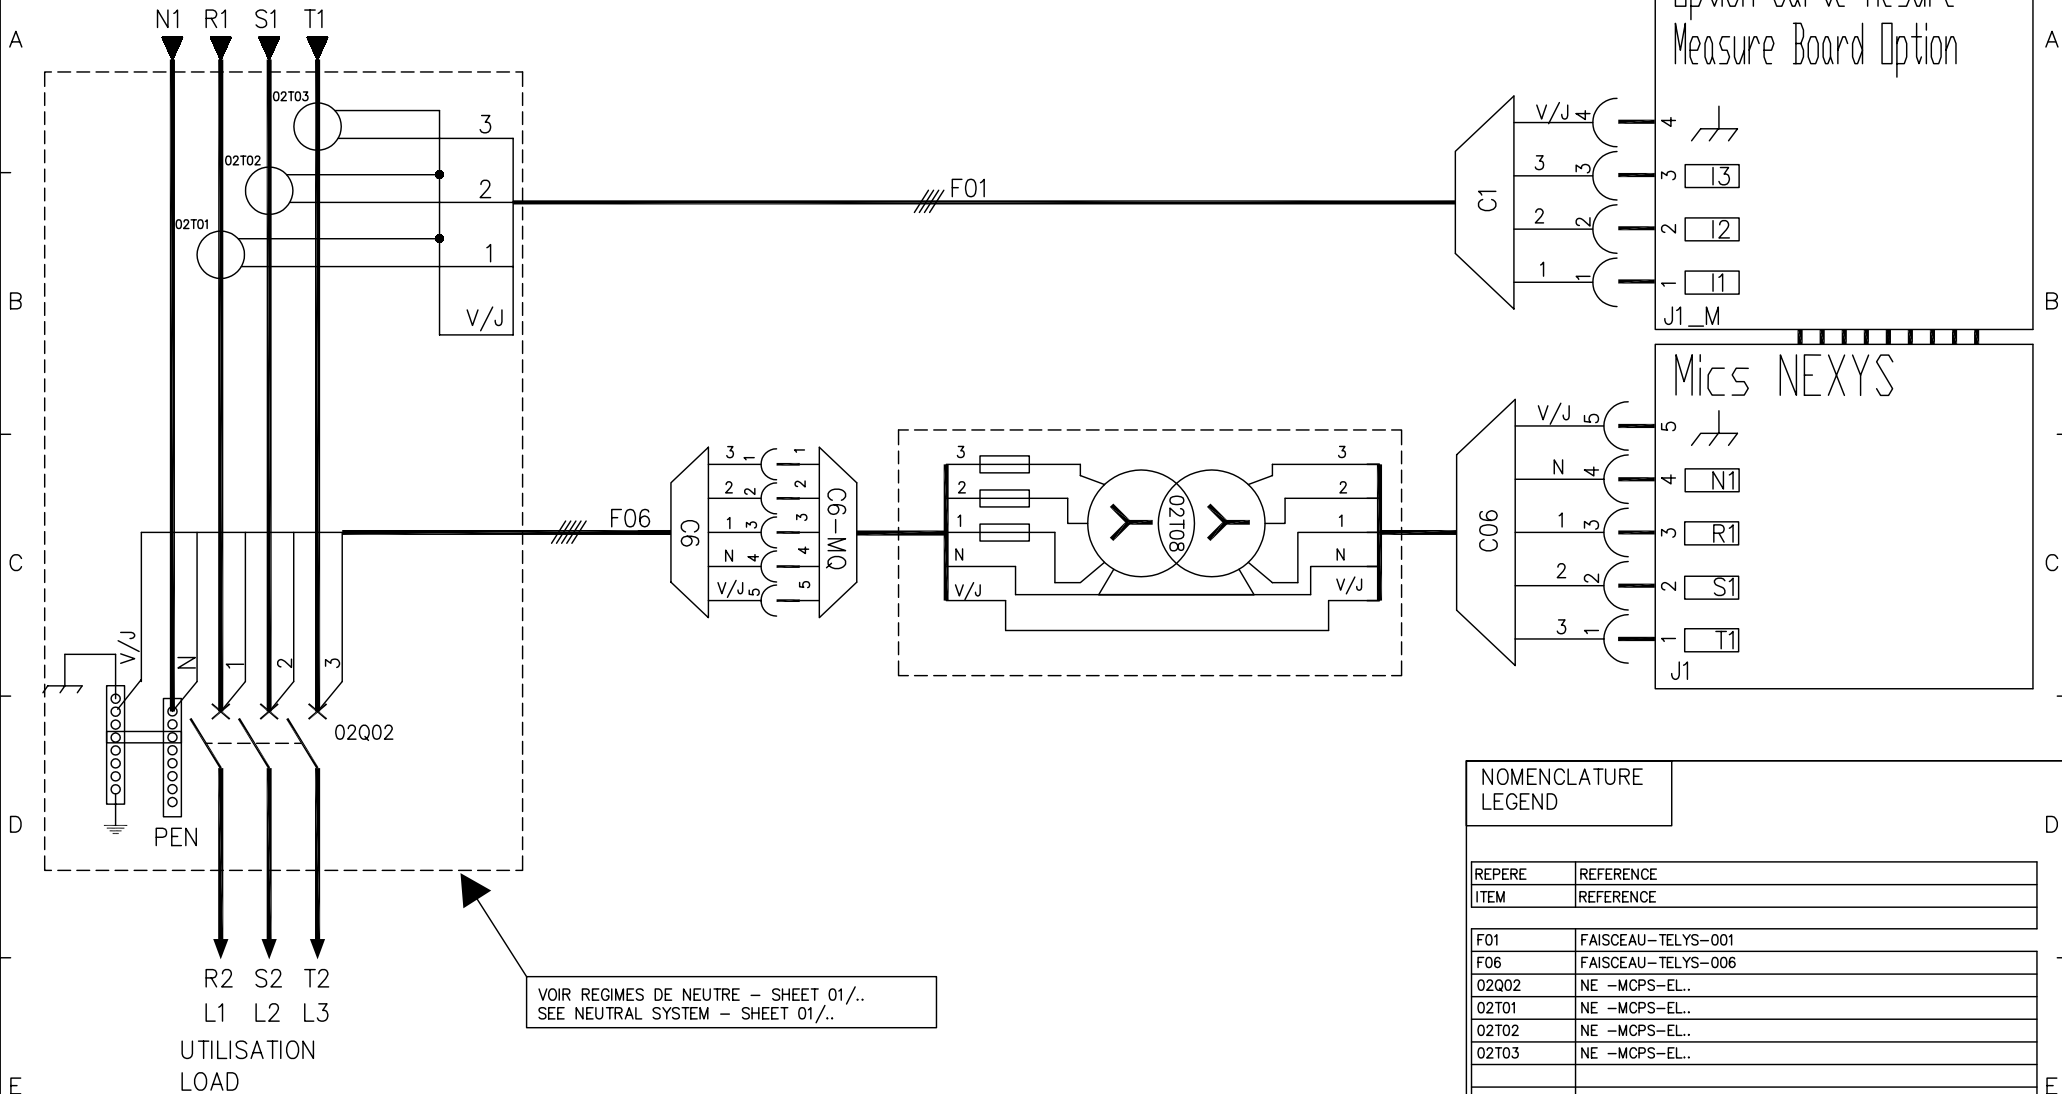 N1 R1 S1 T1
A
A
Measure Board Option
02T03
3
02T02
2
02T01
1
V/J
F01
C1
V/J 4 4
3 3 3 I3
2 2 2 I2
1 1 1 I1
J1_M
B
B
Mics NEXYS
V/J 5 5
N 4 4 N1
1 3 3 R1
2 2 2 S1
3 1 1 T1
J1
C06
F06
C6
3 1 1
2 2 2
1 3 3
N 4 4
V/J 5 5
C6-MQ
3 3
2 2
1 1
N N
V/J V/J
02T08
C
C
V/J N 1 2 3
02Q02
PEN
D
D
NOMENCLATURE
LEGEND
REPERE REFERENCE
ITEM REFERENCE
F01 FAISCEAU-TELYS-001
F06 FAISCEAU-TELYS-006
02Q02 NE -MCPS-EL..
02T01 NE -MCPS-EL..
02T02 NE -MCPS-EL..
02T03 NE -MCPS-EL..
R2 S2 T2
L1 L2 L3
UTILISATION
LOAD
VOIR REGIMES DE NEUTRE - SHEET 01/..
SEE NEUTRAL SYSTEM - SHEET 01/..
E
E